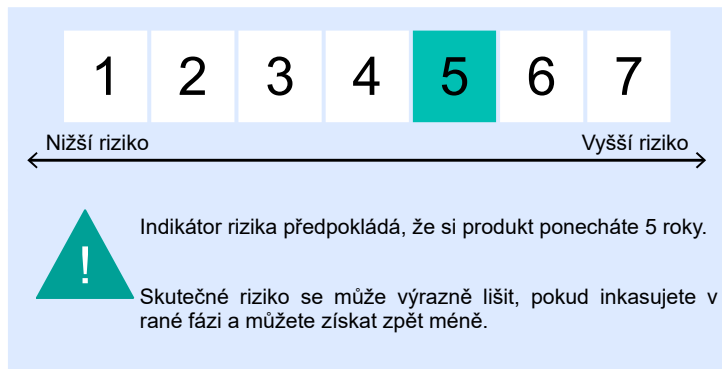 1 2 3 4 5 6 7
Nižší riziko Vyšší riziko
!
Indikátor rizika předpokládá, že si produkt ponecháte 5 roky.
Skutečné riziko se může výrazně lišit, pokud inkasujete v
rané fázi a můžete získat zpět méně.